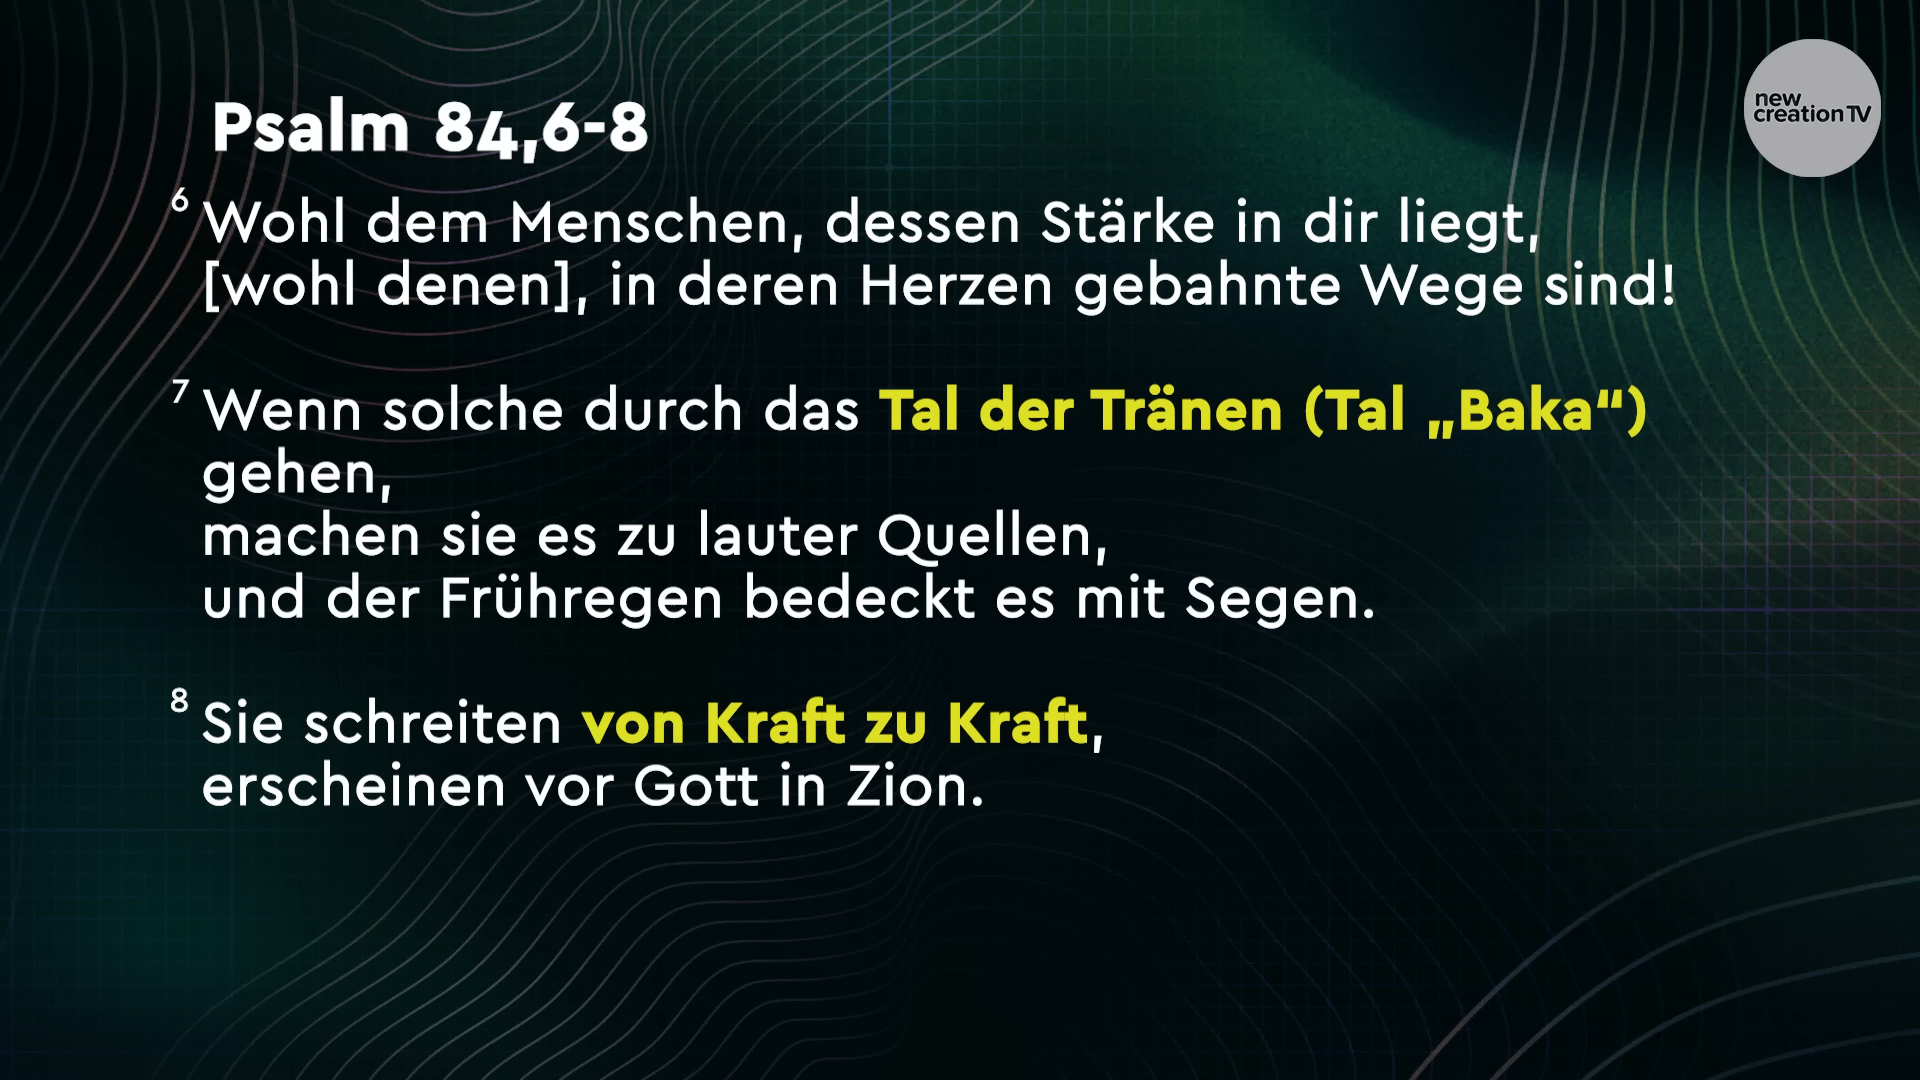 new
creation TV
Psalm 84,6-8
6 Wohl dem Menschen, dessen Stärke in dir liegt,
[wohl denen], in deren Herzen gebahnte Wege sind!
7 Wenn solche durch das Tal der Tränen (Tal „Baka“)
gehen,
machen sie es zu lauter Quellen,
und der Frühregen bedeckt es mit Segen.
8 Sie schreiten von Kraft zu Kraft,
erscheinen vor Gott in Zion.